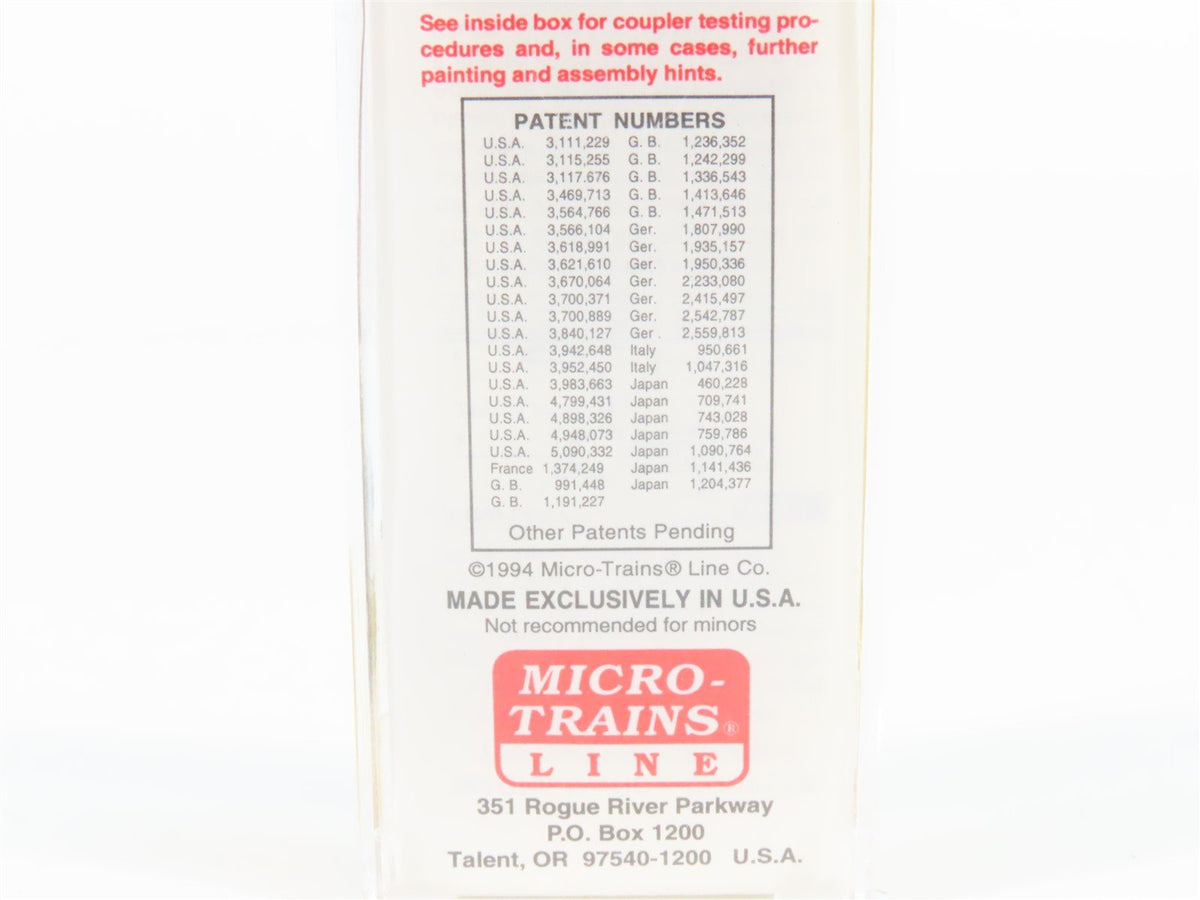 See inside box for coupler testing pro-
cedures and, in some cases, further
painting and assembly hints.
PATENT NUMBERS
U.S.A. 3,111,229 G. B. 1,236,352
U.S.A. 3,115,255 G. B. 1,242,299
U.S.A. 3,117.676 G. B. 1,336,543
U.S.A. 3,469,713 G. B. 1,413,646
U.S.A. 3,564,766 G. B. 1,471,513
U.S.A. 3,566,104 Ger. 1,807,990
U.S.A. 3,618,991 Ger. 1,935,157
U.S.A. 3,621,610 Ger. 1,950,336
U.S.A. 3,670,064 Ger. 2,233,080
U.S.A. 3,700,371 Ger. 2,415,497
U.S.A. 3,700,889 Ger. 2,542,787
U.S.A. 3,840,127 Ger . 2,559,813
U.S.A. 3,942,648 Italy 950,661
U.S.A. 3,952,450 Italy 1,047,316
U.S.A. 3,983,663 Japan 460,228
U.S.A. 4,799,431 Japan 709,741
U.S.A. 4,898,326 Japan 743,028
U.S.A. 4,948,073 Japan 759,786
U.S.A. 5,090,332 Japan 1,090,764
France 1,374,249 Japan 1,141,436
G. B. 991,448 Japan 1,204,377
G. B. 1,191,227
Other Patents Pending
©1994 Micro-Trains® Line Co.
MADE EXCLUSIVELY IN U.S.A.
Not recommended for minors
MICRO-
TRAINS®
LINE
351 Rogue River Parkway
P.O. Box 1200
Talent, OR 97540-1200 U.S.A.